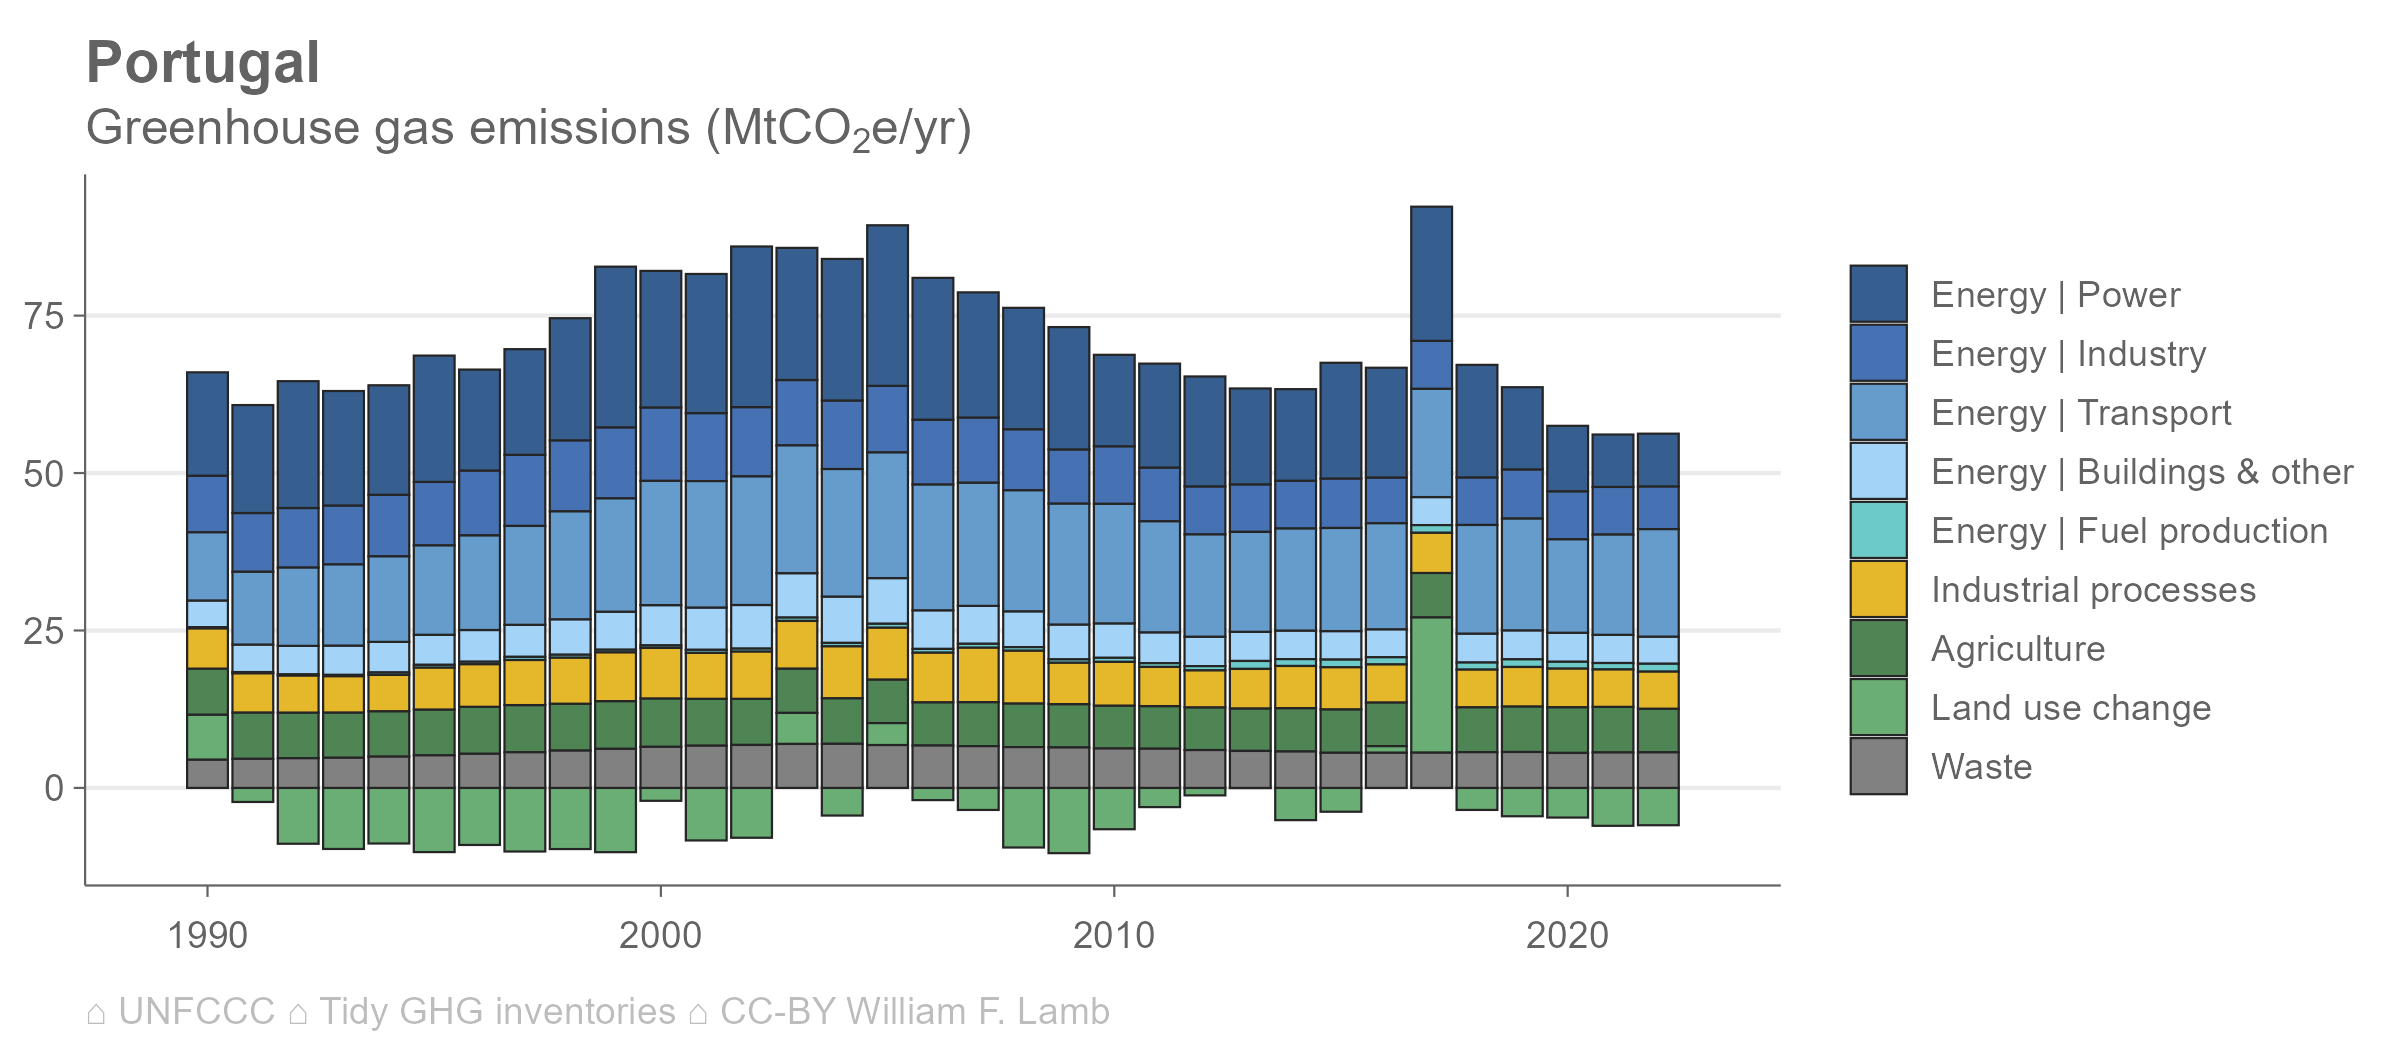 Portugal
Greenhouse gas emissions (MtCO₂e/yr)
75
50
25
0
1990 2000 2010 2020
Energy | Power
Energy | Industry
Energy | Transport
Energy | Buildings & other
Energy | Fuel production
Industrial processes
Agriculture
Land use change
Waste
⌂ UNFCCC ⌂ Tidy GHG inventories ⌂ CC-BY William F. Lamb